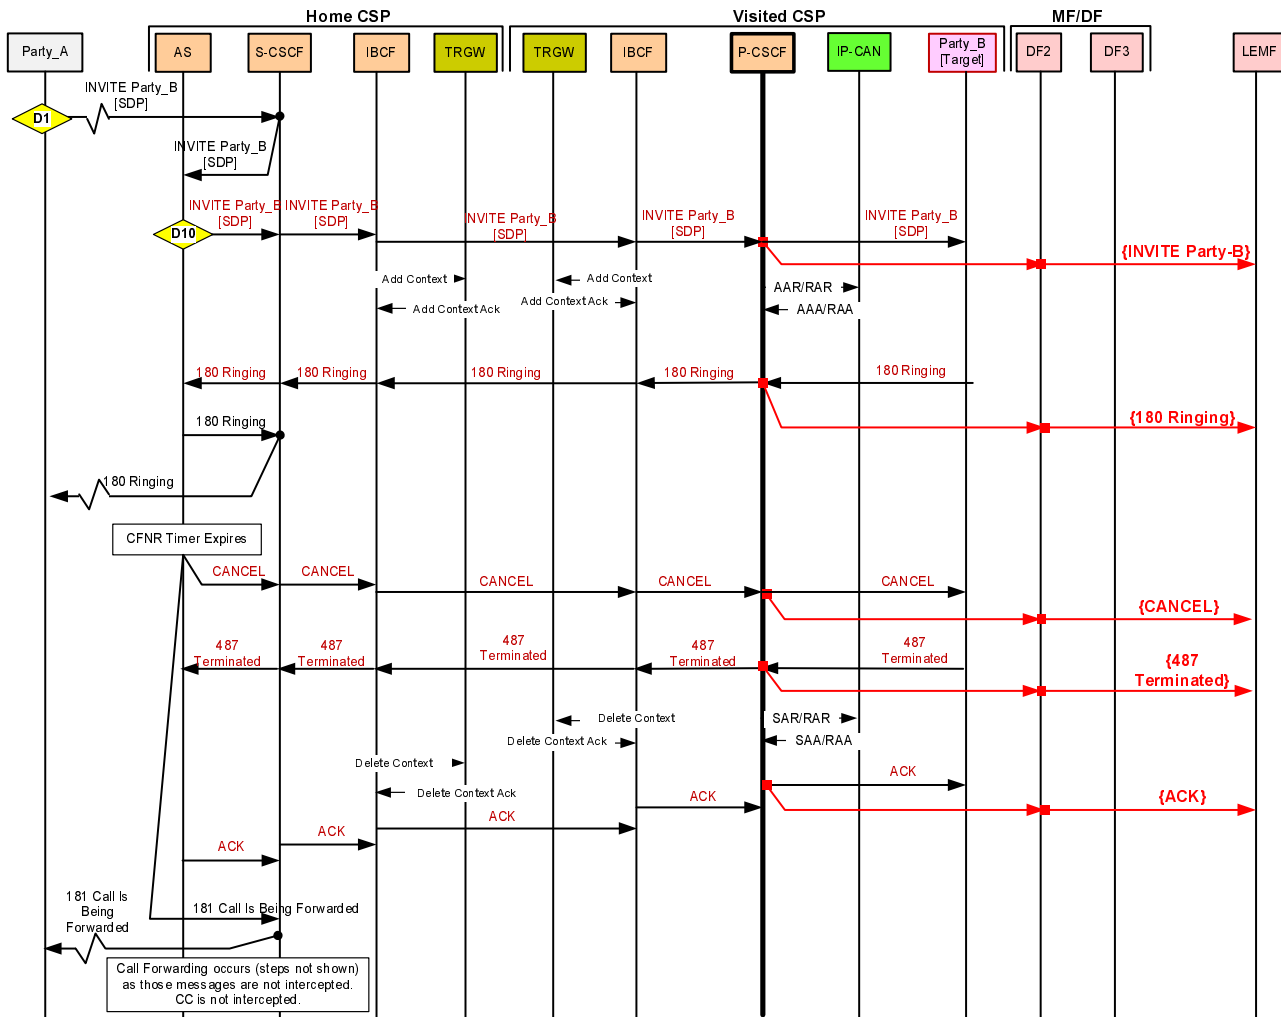 Home CSP
Visited CSP
MF/DF
Party_A
AS
S-CSCF
IBCF
TRGW
TRGW
IBCF
P-CSCF
IP-CAN
Party_B
[Target]
DF2
DF3
LEMF
INVITE Party_B
[SDP]
D1
INVITE Party_B
[SDP]
D10
INVITE Party_B
[SDP]
INVITE Party_B
[SDP]
INVITE Party_B
[SDP]
INVITE Party_B
[SDP]
INVITE Party_B
[SDP]
{INVITE Party-B}
Add Context
Add Context
AAR/RAR
Add Context Ack
Add Context Ack
AAA/RAA
180 Ringing
180 Ringing
180 Ringing
180 Ringing
180 Ringing
180 Ringing
{180 Ringing}
180 Ringing
CFNR Timer Expires
CANCEL
CANCEL
CANCEL
CANCEL
CANCEL
{CANCEL}
487
Terminated
487
Terminated
487
Terminated
487
Terminated
487
Terminated
{487
Terminated}
Delete Context
SAR/RAR
Delete Context Ack
SAA/RAA
Delete Context
Delete Context Ack
ACK
{ACK}
ACK
ACK
ACK
ACK
181 Call Is
Being
Forwarded
181 Call Is Being Forwarded
Call Forwarding occurs (steps not shown)
as those messages are not intercepted.
CC is not intercepted.